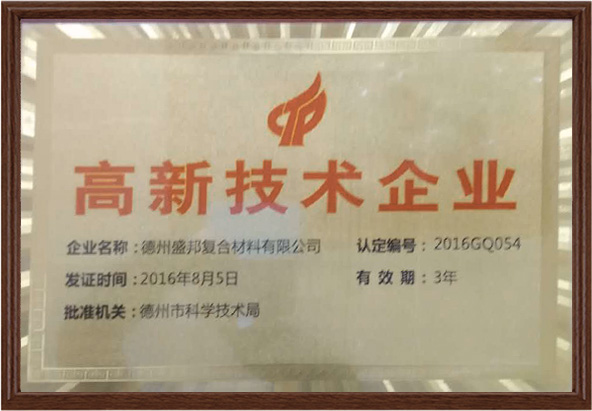 高新技术企业
企业名称：德州盛邦复合材料有限公司 认定编号：2016GQ054
发证时间：2016年8月5日 有效期：3年
批准机关：德州市科学技术局